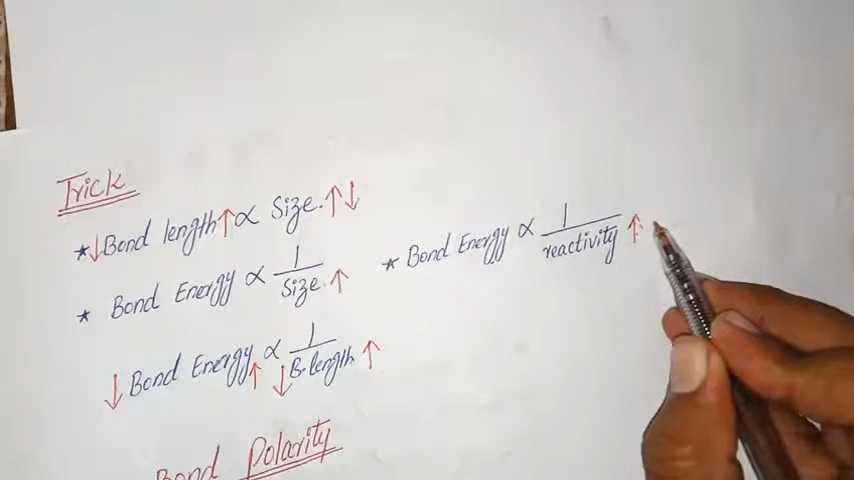 Trick
* ↓Bond length↑ ∝ Size.↑↓
* Bond Energy ∝ 1/Size.↑
* Bond Energy ∝ 1/reactivity ↑
↓Bond Energy↑ ∝ 1/↓B.length ↑
Bond Polarity